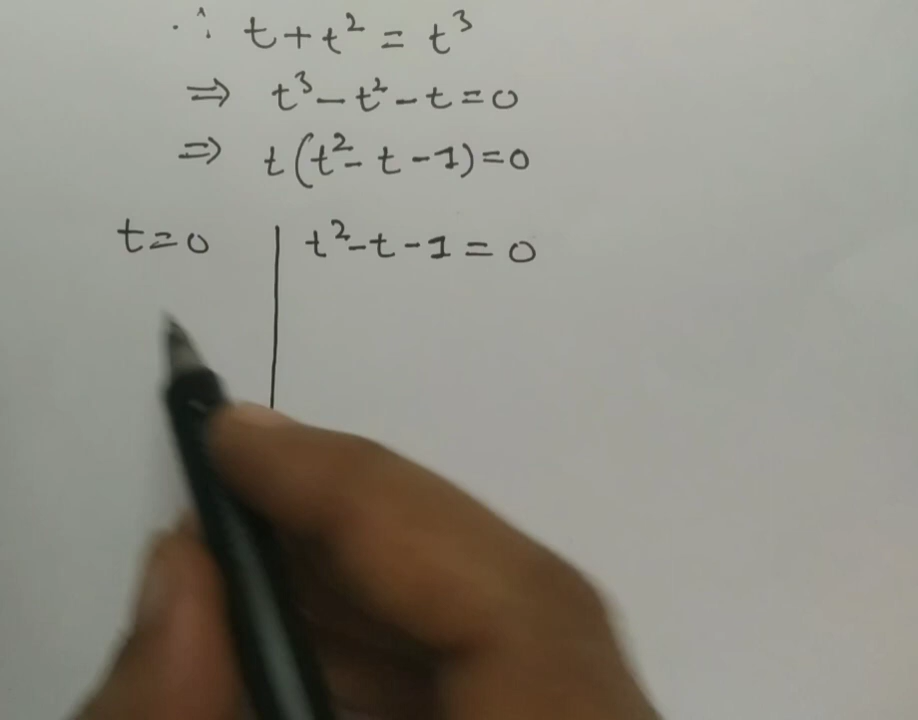 ∴ t + t² = t³
⇒ t³ - t² - t = 0
⇒ t(t² - t - 1) = 0
t = 0 | t² - t - 1 = 0